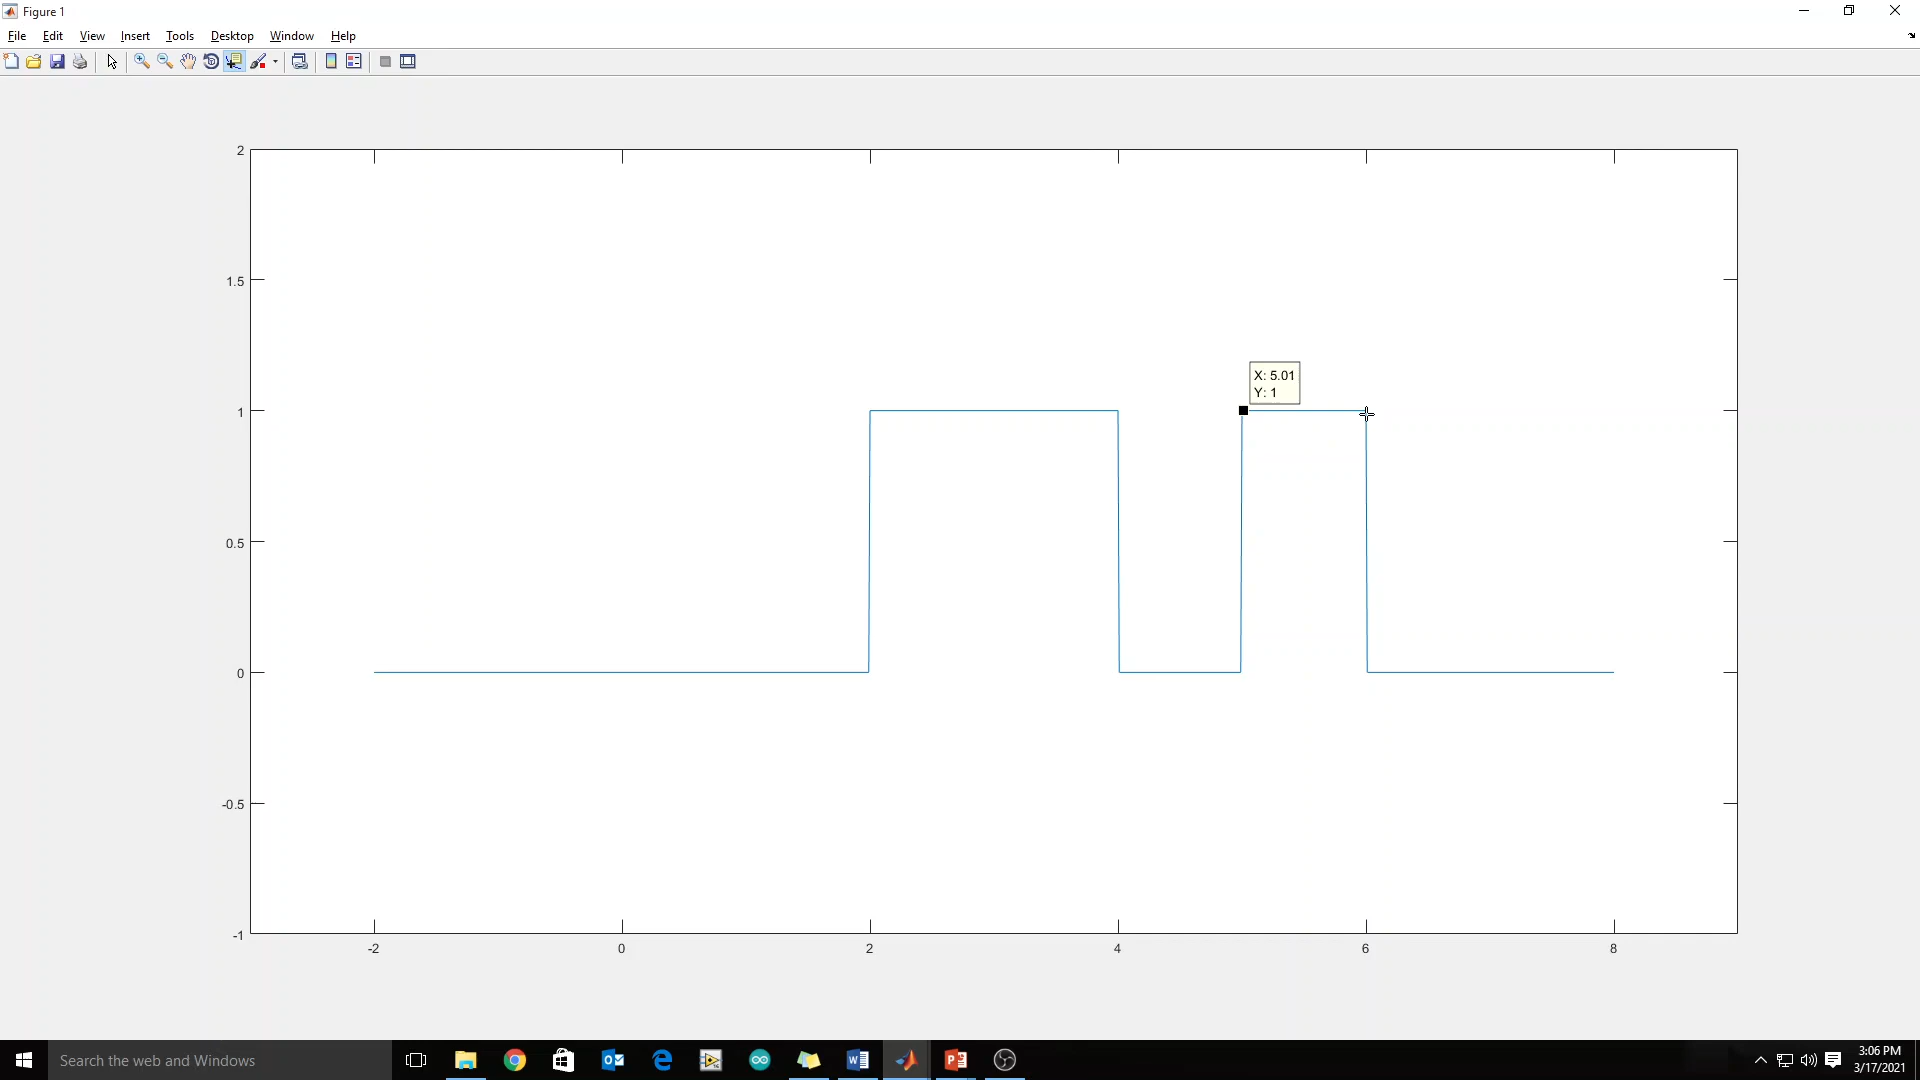 Figure 1
File Edit View Insert Tools Desktop Window Help
2
1.5
1
0.5
0
-0.5
-1
X: 5.01
Y: 1
-2 0 2 4 6 8
Search the web and Windows
3:06 PM
3/17/2021